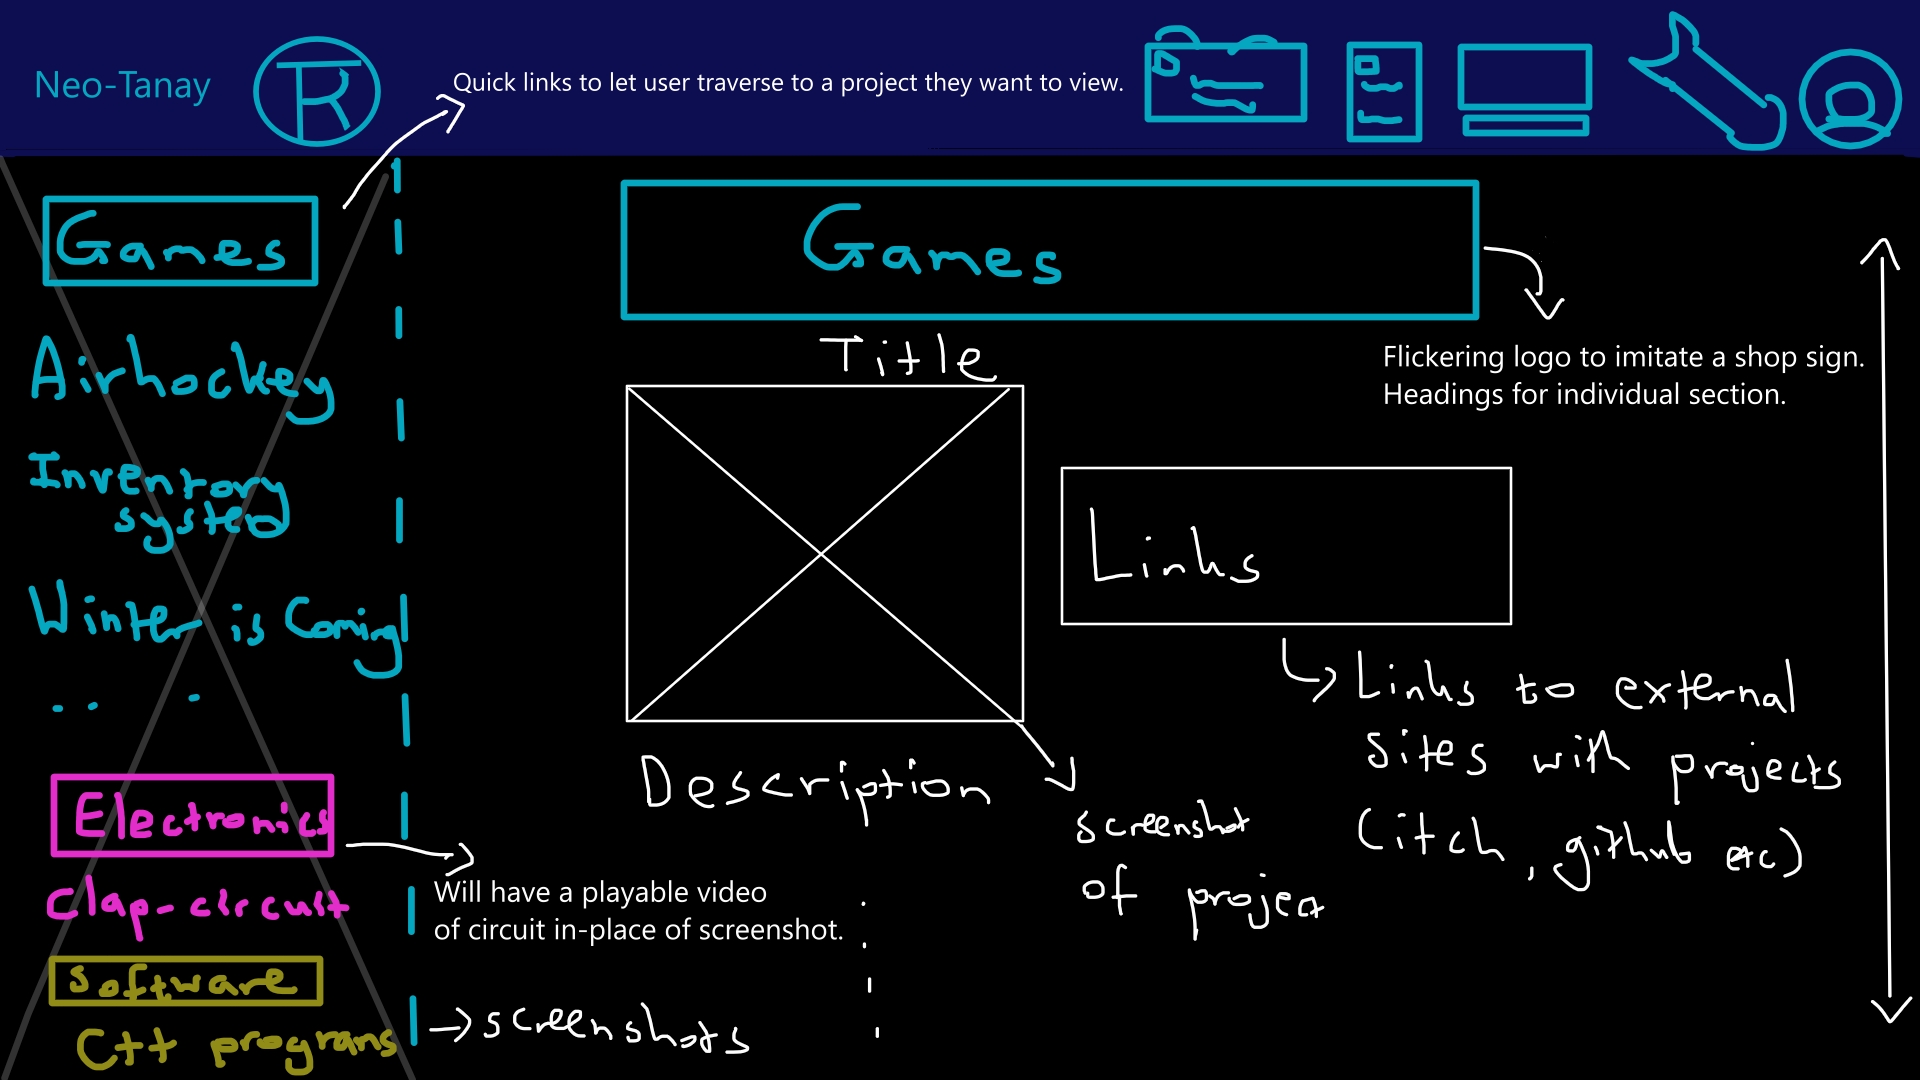 Neo-Tanay
TR
Quick links to let user traverse to a project they want to view.
Games
Airhockey
Inventory
system
Winter is Coming
.. .
Electronics
Clap-circuit
Software
C++ programs
Games
Flickering logo to imitate a shop sign.
Headings for individual section.
Title
Links
Links to external
sites with projects
(itch, github etc)
Description
screenshot
of project
Will have a playable video
of circuit in-place of screenshot.
screenshots